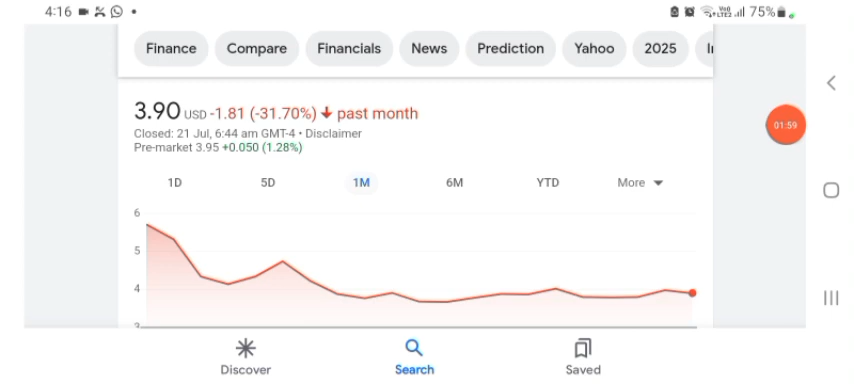 4:16 75%
Finance Compare Financials News Prediction Yahoo 2025
3.90 USD -1.81 (-31.70%) past month
01:59
Closed: 21 Jul, 6:44 am GMT-4 • Disclaimer
Pre-market 3.95 +0.050 (1.28%)
1D 5D 1M 6M YTD More
6
5
4
3
Discover Search Saved